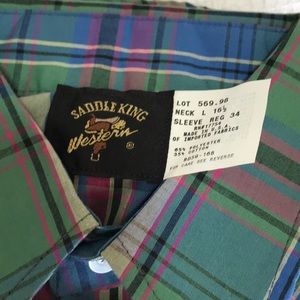 SADDLE KING
Western
®
LOT 569.98
NECK L 16½
SLEEVE REG 34
MADE IN U.S.A.
OF IMPORTED FABRICS
65% POLYESTER
35% COTTON
FOR CARE SEE REVERSE